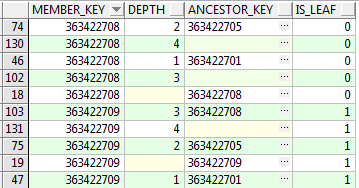 MEMBER_KEY DEPTH ANCESTOR_KEY IS_LEAF
74 363422708 2 363422705 ... 0
130 363422708 4 ... 0
46 363422708 1 363422701 ... 0
102 363422708 3 ... 0
18 363422708 363422708 ... 0
103 363422709 3 363422708 ... 1
131 363422709 4 ... 1
75 363422709 2 363422705 ... 1
19 363422709 363422709 ... 1
47 363422709 1 363422701 ... 1